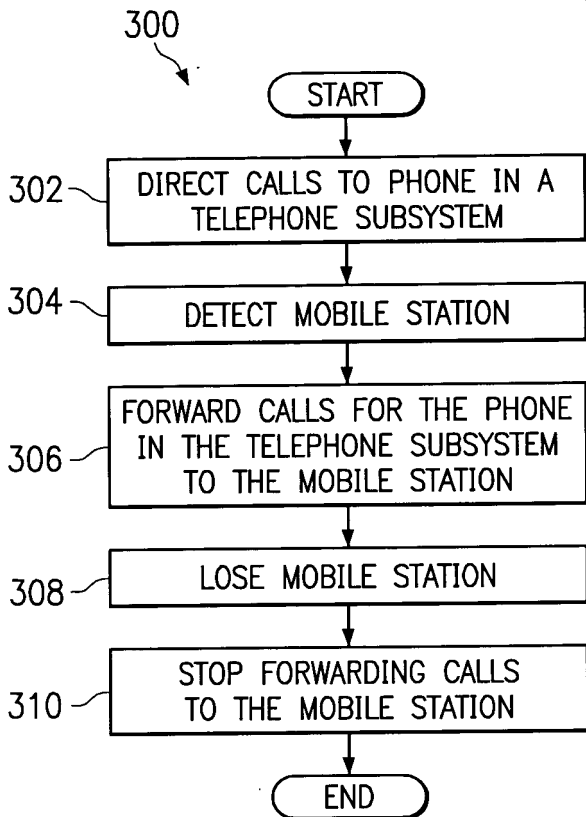 300
START
302
DIRECT CALLS TO PHONE IN A
TELEPHONE SUBSYSTEM
304
DETECT MOBILE STATION
306
FORWARD CALLS FOR THE PHONE
IN THE TELEPHONE SUBSYSTEM
TO THE MOBILE STATION
308
LOSE MOBILE STATION
310
STOP FORWARDING CALLS
TO THE MOBILE STATION
END